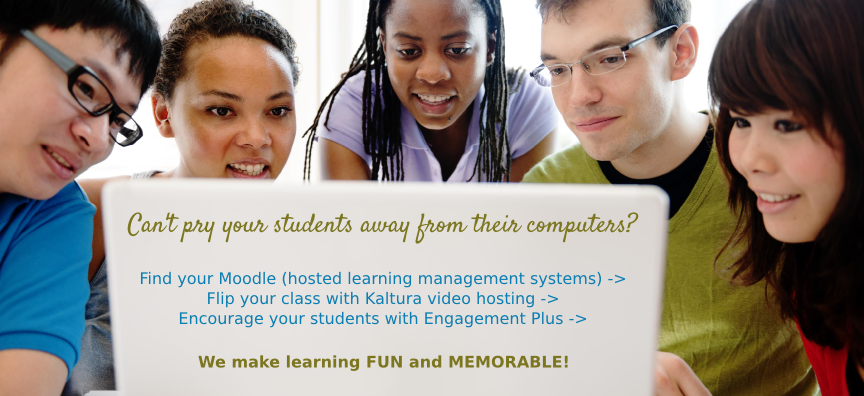 Can't pry your students away from their computers?
Find your Moodle (hosted learning management systems) ->
Flip your class with Kaltura video hosting ->
Encourage your students with Engagement Plus ->
We make learning FUN and MEMORABLE!